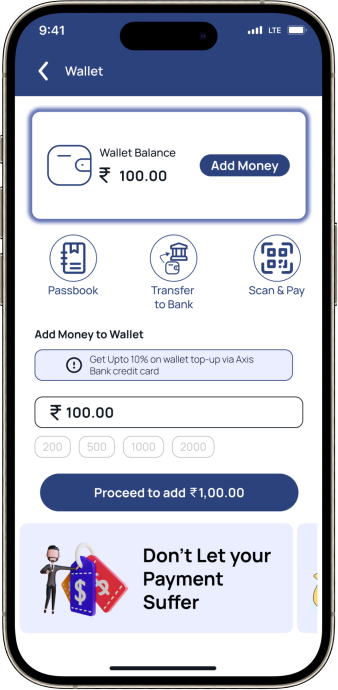 9:41
LTE
Wallet
Wallet Balance
₹ 100.00
Add Money
Passbook
Transfer
to Bank
Scan & Pay
Add Money to Wallet
Get Upto 10% on wallet top-up via Axis
Bank credit card
₹ 100.00
200
500
1000
2000
Proceed to add ₹1,00.00
$
Don't Let your
Payment
Suffer